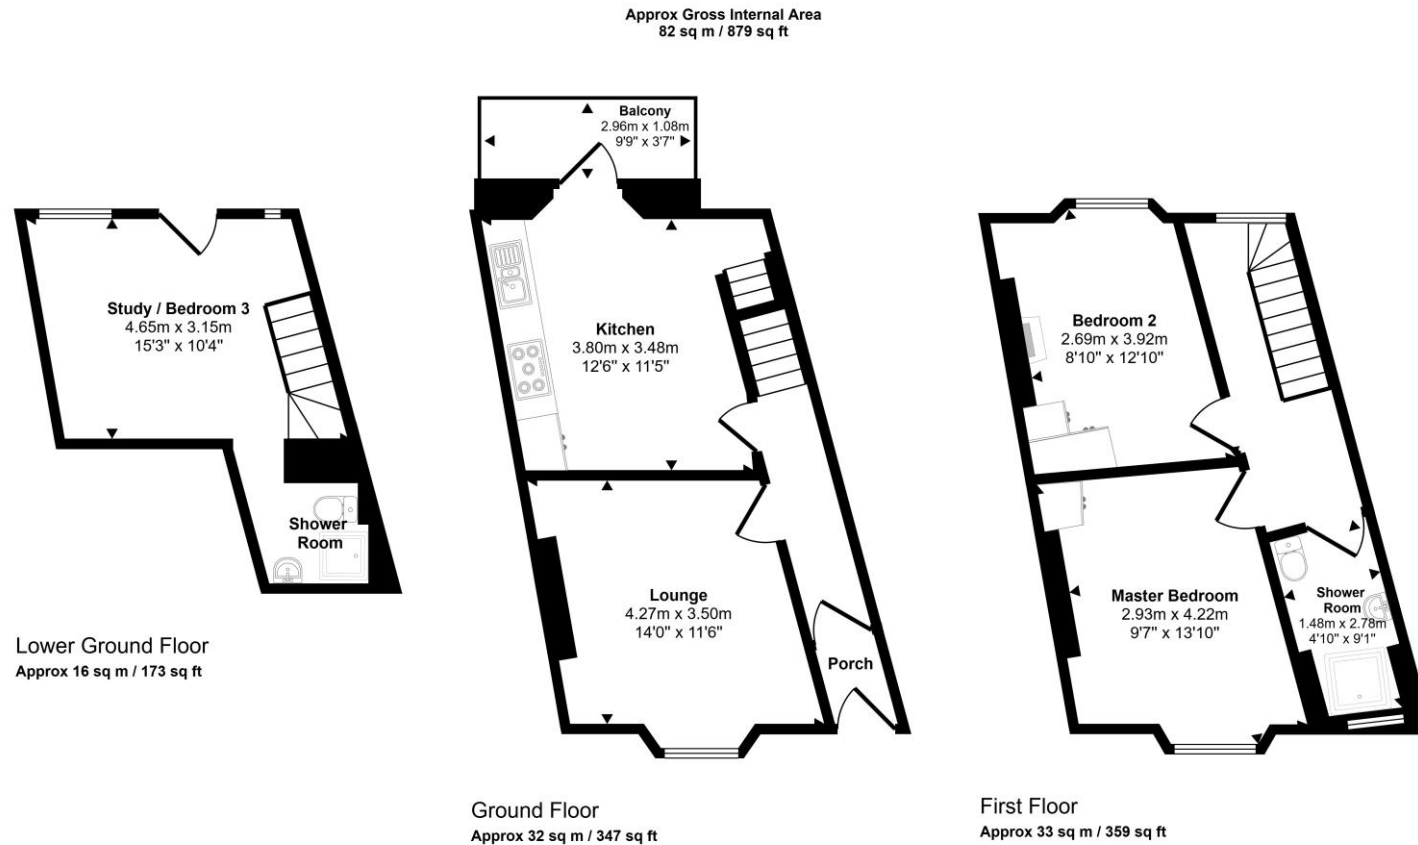 Approx Gross Internal Area
82 sq m / 879 sq ft
Study / Bedroom 3
4.65m x 3.15m
15'3" x 10'4"
Shower
Room
Lower Ground Floor
Approx 16 sq m / 173 sq ft
Balcony
2.96m x 1.08m
9'9" x 3'7"
Kitchen
3.80m x 3.48m
12'6" x 11'5"
Lounge
4.27m x 3.50m
14'0" x 11'6"
Porch
Ground Floor
Approx 32 sq m / 347 sq ft
Bedroom 2
2.69m x 3.92m
8'10" x 12'10"
Master Bedroom
2.93m x 4.22m
9'7" x 13'10"
Shower
Room
1.48m x 2.78m
4'10" x 9'1"
First Floor
Approx 33 sq m / 359 sq ft